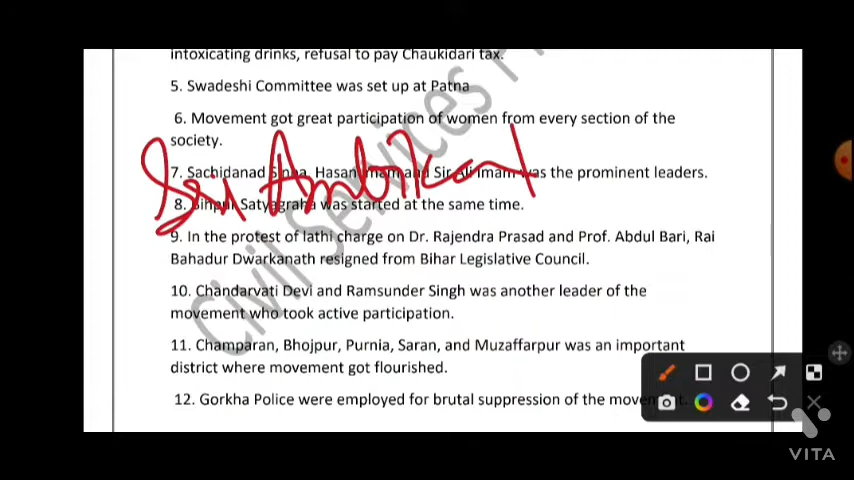 intoxicating drinks, refusal to pay Chaukidari tax.
5. Swadeshi Committee was set up at Patna
6. Movement got great participation of women from every section of the
society.
7. Sachidanad Sinha, Hasan Imam and Sir Ali Imam was the prominent leaders.
8. Bihpur Satyagraha was started at the same time.
9. In the protest of lathi charge on Dr. Rajendra Prasad and Prof. Abdul Bari, Rai
Bahadur Dwarkanath resigned from Bihar Legislative Council.
10. Chandarvati Devi and Ramsunder Singh was another leader of the
movement who took active participation.
11. Champaran, Bhojpur, Purnia, Saran, and Muzaffarpur was an important
district where movement got flourished.
12. Gorkha Police were employed for brutal suppression of the movement.
Civil Services
VITA